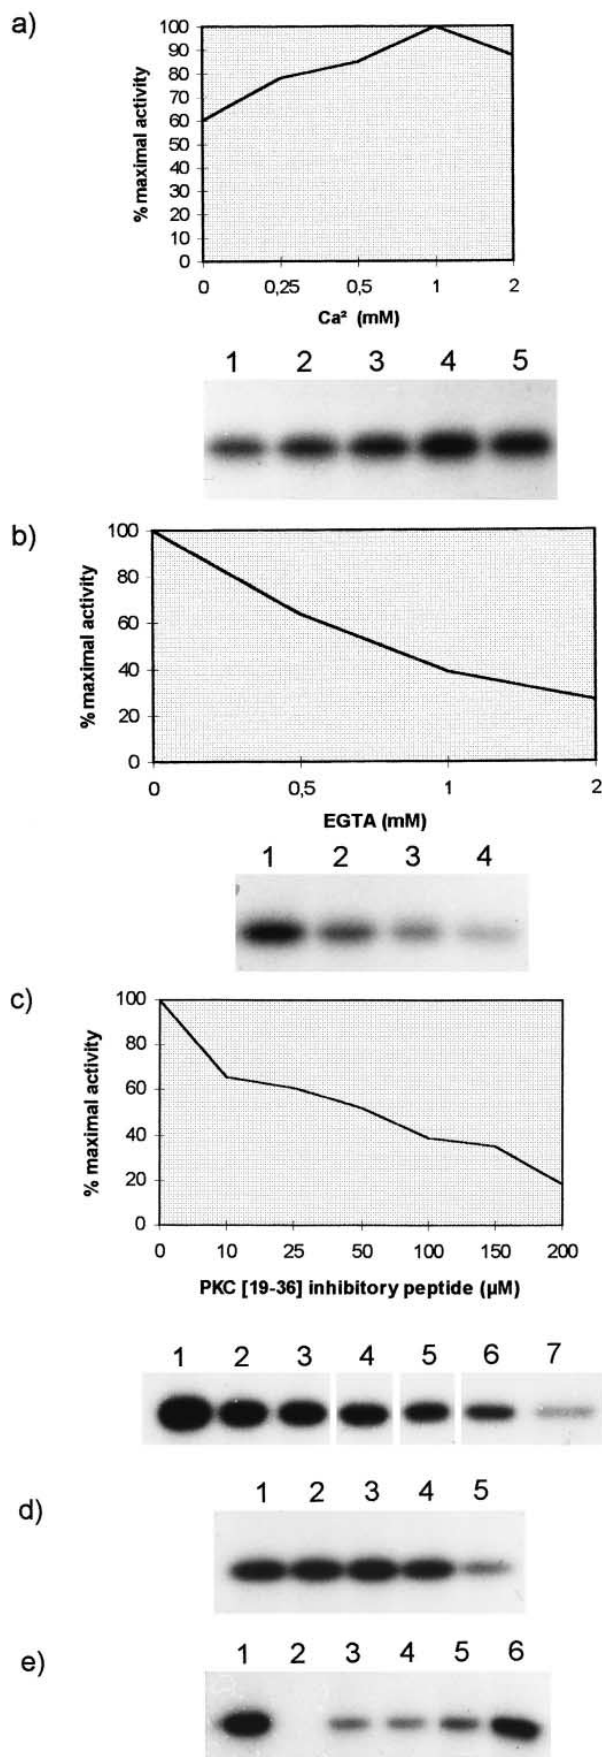 a)
100
90
80
70
60
50
40
30
20
10
0
% maximal activity
0 0,25 0,5 1 2
Ca² (mM)
1 2 3 4 5
b)
100
80
60
40
20
0
% maximal activity
0 0,5 1 2
EGTA (mM)
1 2 3 4
c)
100
80
60
40
20
0
% maximal activity
0 10 25 50 100 150 200
PKC [19-36] inhibitory peptide (µM)
1 2 3 4 5 6 7
d)
1 2 3 4 5
e)
1 2 3 4 5 6